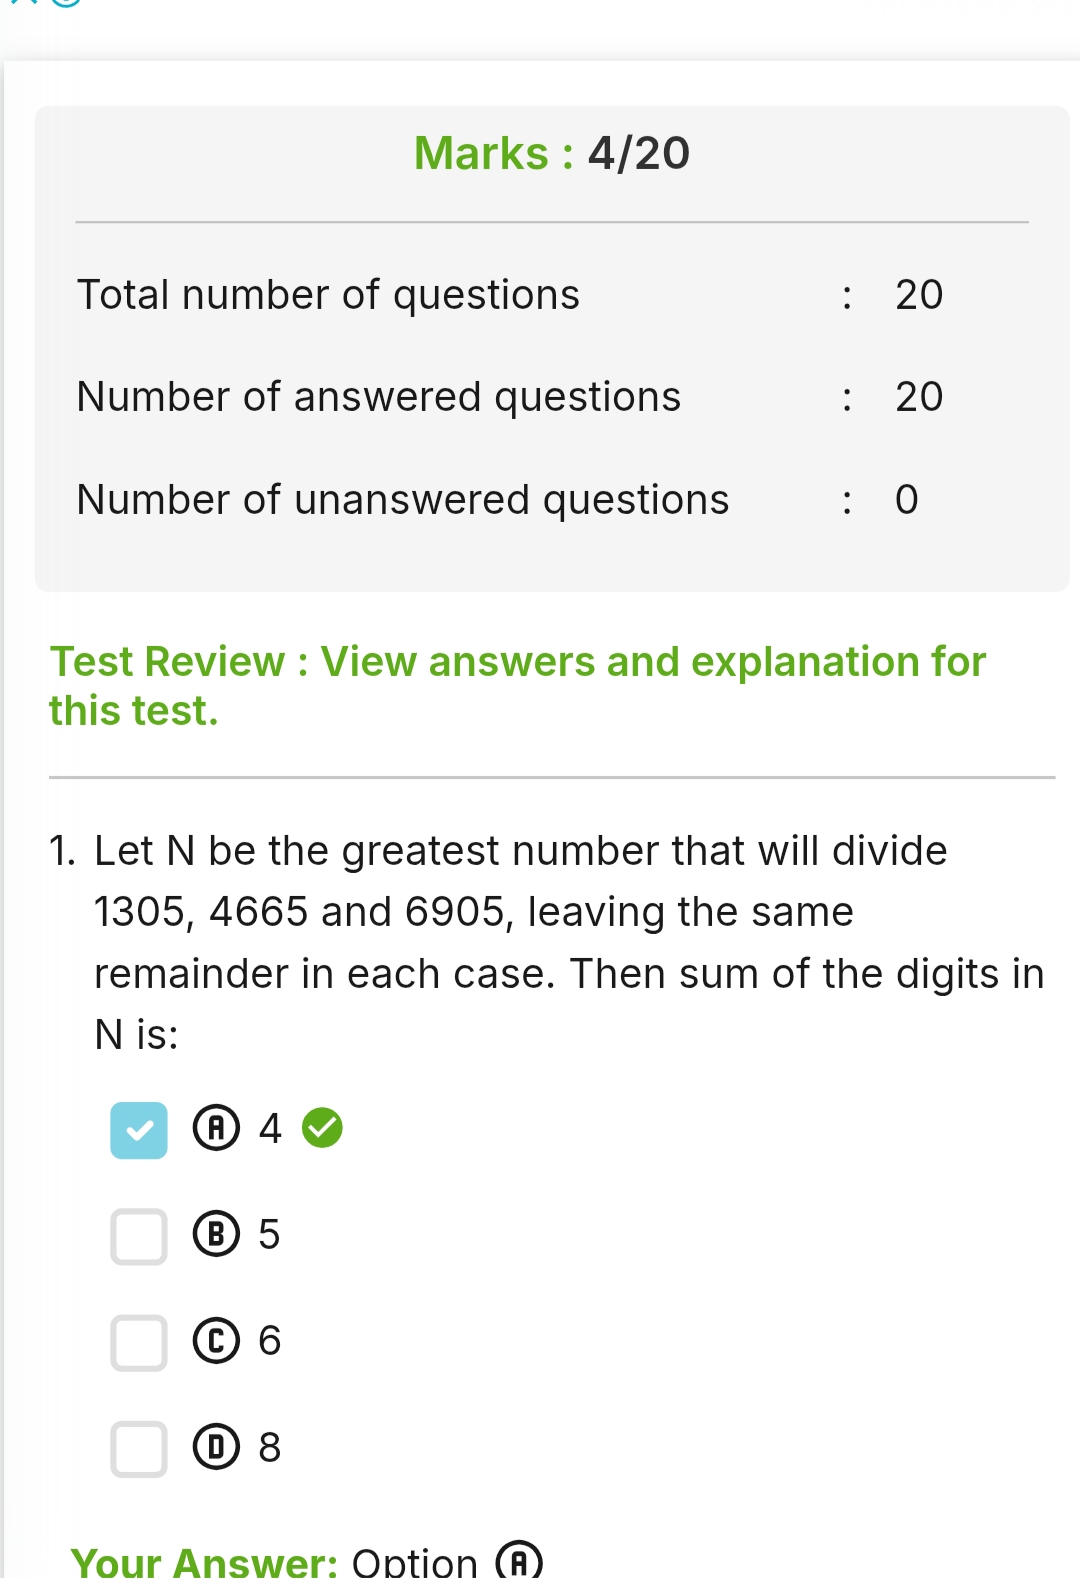 Marks : 4/20
Total number of questions : 20
Number of answered questions : 20
Number of unanswered questions : 0
Test Review : View answers and explanation for
this test.
1. Let N be the greatest number that will divide
1305, 4665 and 6905, leaving the same
remainder in each case. Then sum of the digits in
N is:
A 4
B 5
C 6
D 8
Your Answer: Option A